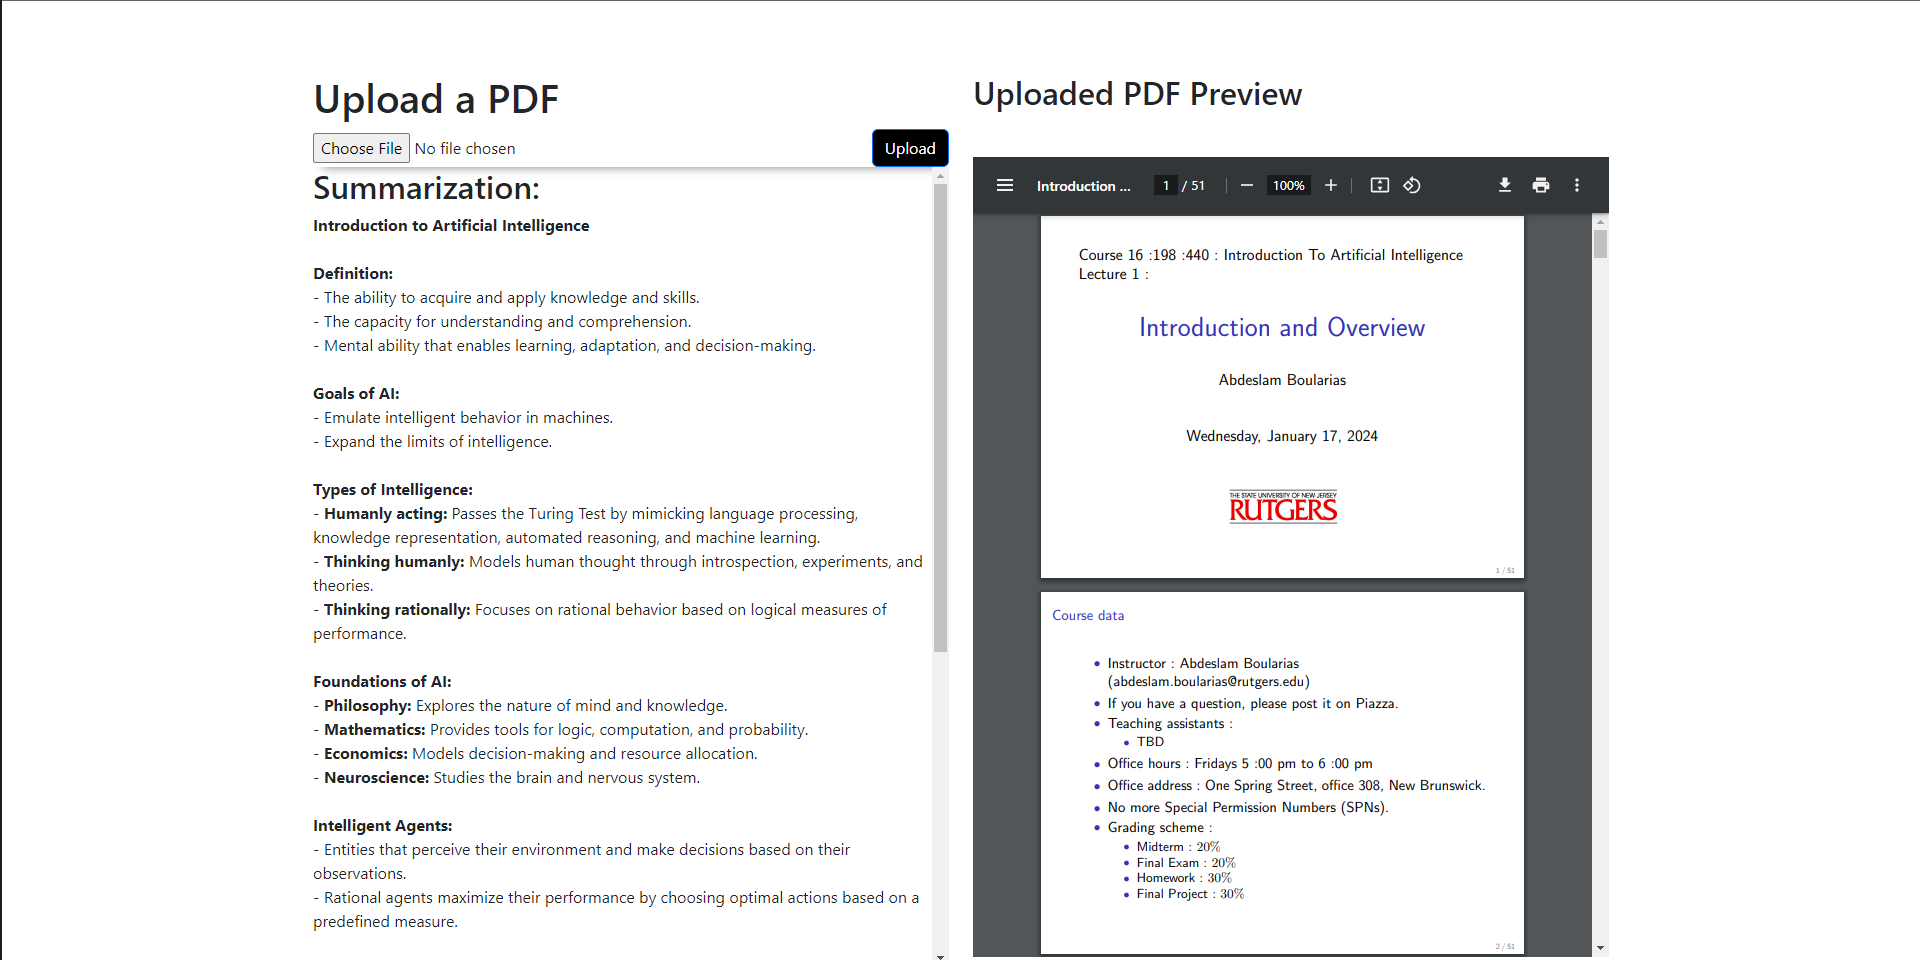 Upload a PDF
Choose File No file chosen
Upload
Summarization:
Introduction to Artificial Intelligence
Definition:
- The ability to acquire and apply knowledge and skills.
- The capacity for understanding and comprehension.
- Mental ability that enables learning, adaptation, and decision-making.
Goals of AI:
- Emulate intelligent behavior in machines.
- Expand the limits of intelligence.
Types of Intelligence:
- Humanly acting: Passes the Turing Test by mimicking language processing,
knowledge representation, automated reasoning, and machine learning.
- Thinking humanly: Models human thought through introspection, experiments, and
theories.
- Thinking rationally: Focuses on rational behavior based on logical measures of
performance.
Foundations of AI:
- Philosophy: Explores the nature of mind and knowledge.
- Mathematics: Provides tools for logic, computation, and probability.
- Economics: Models decision-making and resource allocation.
- Neuroscience: Studies the brain and nervous system.
Intelligent Agents:
- Entities that perceive their environment and make decisions based on their
observations.
- Rational agents maximize their performance by choosing optimal actions based on a
predefined measure.
Uploaded PDF Preview
Introduction ... 1 / 51 100%
Course 16 :198 :440 : Introduction To Artificial Intelligence
Lecture 1 :
Introduction and Overview
Abdeslam Boularias
Wednesday, January 17, 2024
THE STATE UNIVERSITY OF NEW JERSEY
RUTGERS
1 / 51
Course data
• Instructor : Abdeslam Boularias
(abdeslam.boularias@rutgers.edu)
• If you have a question, please post it on Piazza.
• Teaching assistants :
• TBD
• Office hours : Fridays 5 :00 pm to 6 :00 pm
• Office address : One Spring Street, office 308, New Brunswick.
• No more Special Permission Numbers (SPNs).
• Grading scheme :
• Midterm : 20%
• Final Exam : 20%
• Homework : 30%
• Final Project : 30%
2 / 51